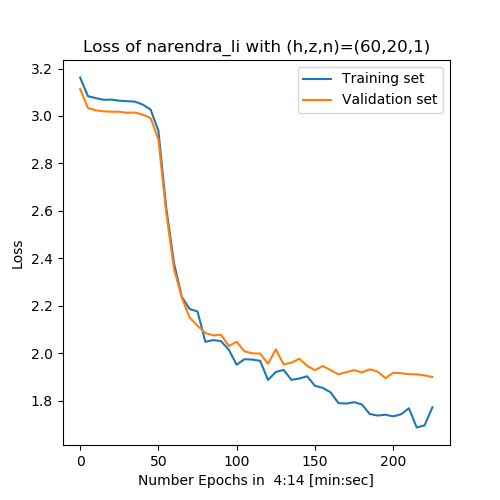 Loss of narendra_li with (h,z,n)=(60,20,1)
Training set
Validation set
3.2
3.0
2.8
2.6
2.4
2.2
2.0
1.8
Loss
0 50 100 150 200
Number Epochs in  4:14 [min:sec]